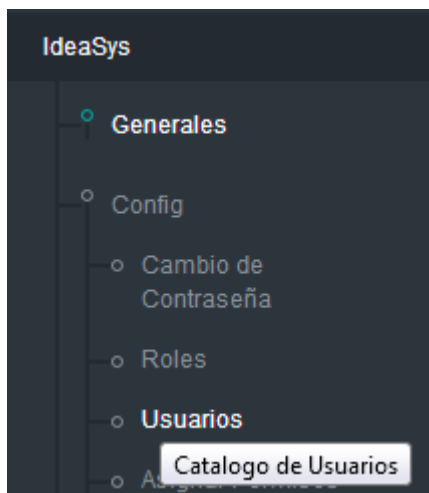 IdeaSys
Generales
Config
Cambio de
Contraseña
Roles
Usuarios
Catalogo de Usuarios